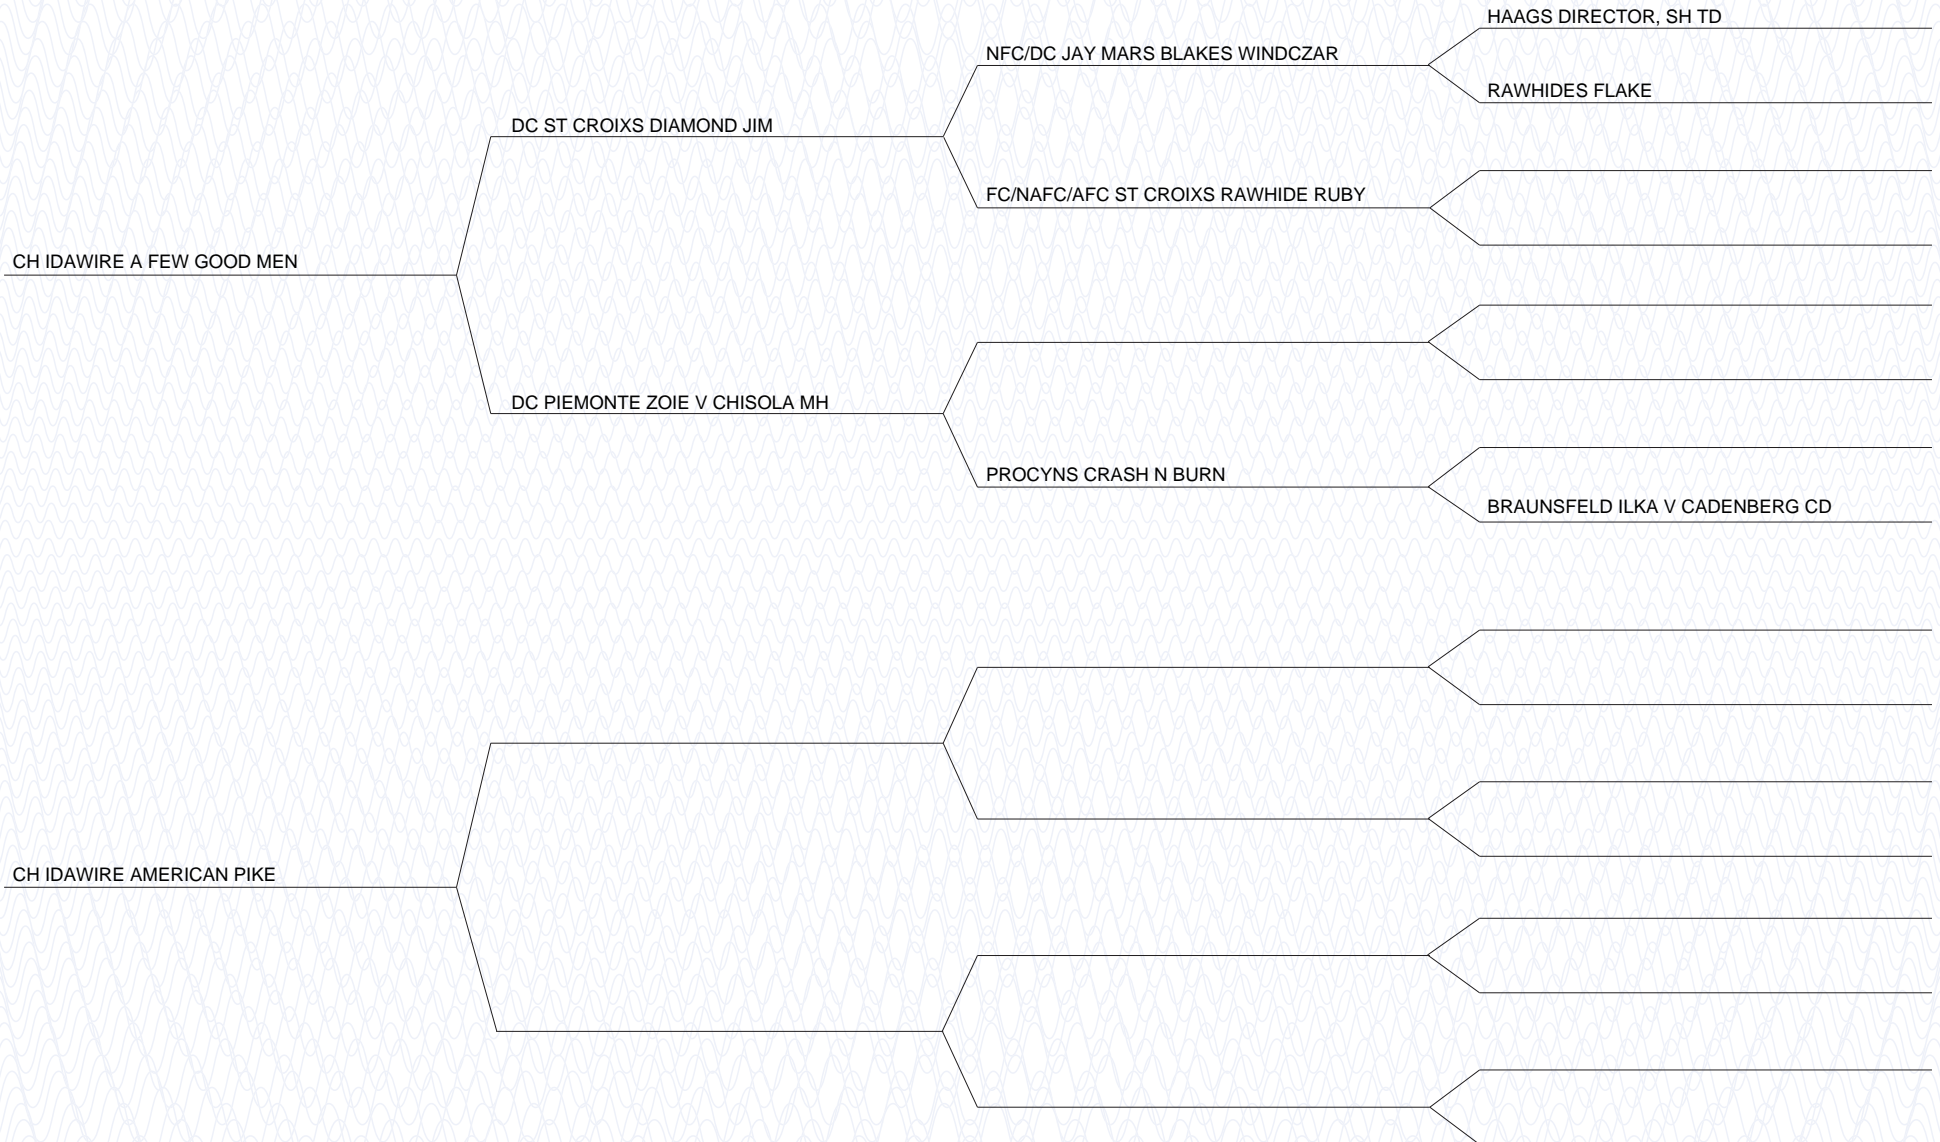 HAAGS DIRECTOR, SH TD
NFC/DC JAY MARS BLAKES WINDCZAR
RAWHIDES FLAKE
DC ST CROIXS DIAMOND JIM
FC/NAFC/AFC ST CROIXS RAWHIDE RUBY
CH IDAWIRE A FEW GOOD MEN
DC PIEMONTE ZOIE V CHISOLA MH
PROCYNS CRASH N BURN
BRAUNSFELD ILKA V CADENBERG CD
CH IDAWIRE AMERICAN PIKE